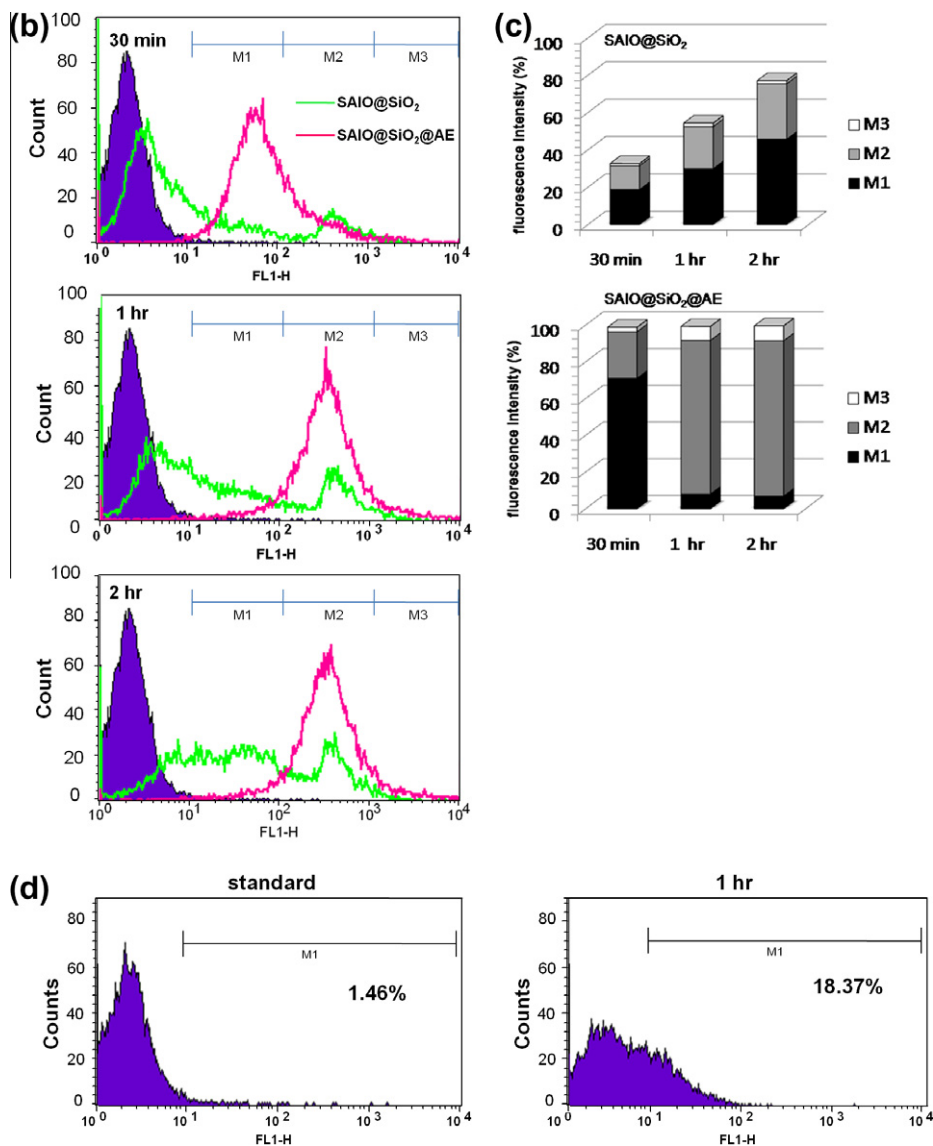 (b)
30 min
M1 M2 M3
SAIO@SiO2
SAIO@SiO2@AE
Count
100
80
60
40
20
0
10^0 10^1 10^2 10^3 10^4
FL1-H
1 hr
M1 M2 M3
Count
100
80
60
40
20
0
10^0 10^1 10^2 10^3 10^4
FL1-H
2 hr
M1 M2 M3
Count
100
80
60
40
20
0
10^0 10^1 10^2 10^3 10^4
FL1-H
(c)
SAIO@SiO2
fluorescence Intensity (%)
100
80
60
40
20
0
30 min 1 hr 2 hr
M3
M2
M1
SAIO@SiO2@AE
fluorescence Intensity (%)
100
80
60
40
20
0
30 min 1 hr 2 hr
M3
M2
M1
(d)
standard
Counts
80
60
40
20
0
M1
1.46%
10^0 10^1 10^2 10^3 10^4
FL1-H
1 hr
Counts
80
60
40
20
0
M1
18.37%
10^0 10^1 10^2 10^3 10^4
FL1-H